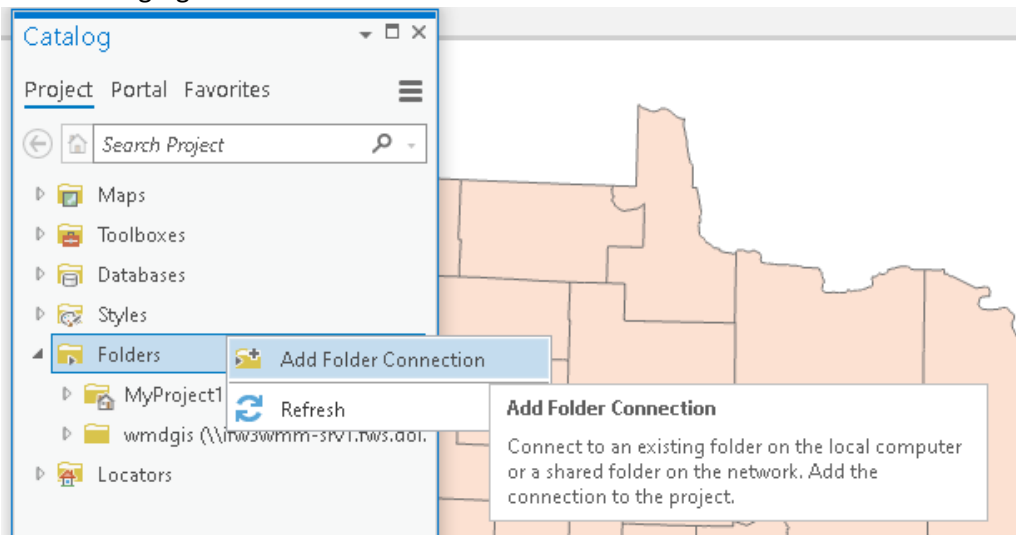 Catalog
Project Portal Favorites
Search Project
Maps
Toolboxes
Databases
Styles
Folders
Add Folder Connection
MyProject1
Refresh
Add Folder Connection
wmdgis
Connect to an existing folder on the local computer
or a shared folder on the network. Add the
connection to the project.
Locators